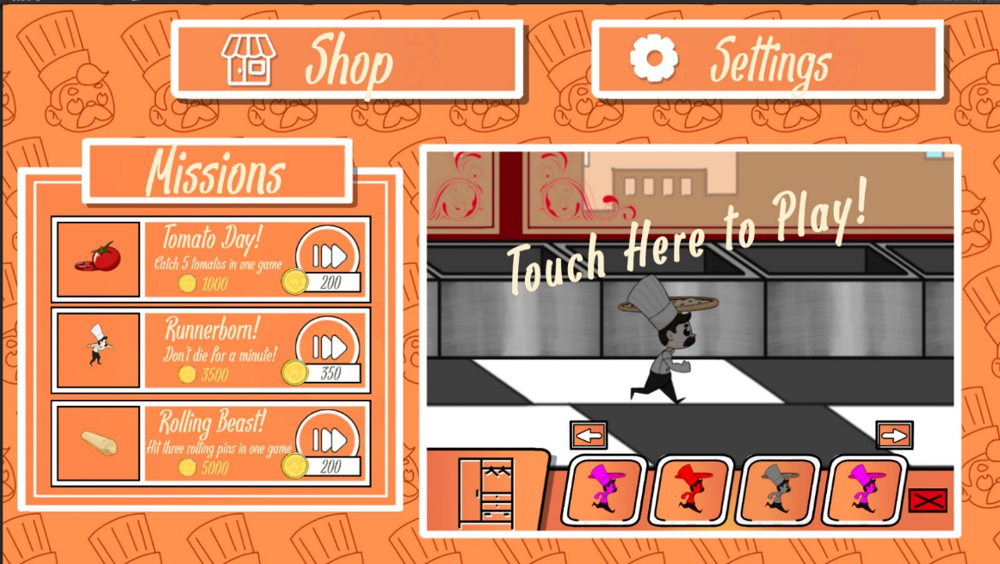 Shop
Settings
Missions
Tomato Day!
Catch 5 tomatos in one game
1000
200
Runnerborn!
Don't die for a minute!
3500
350
Rolling Beast!
Hit three rolling pins in one game
5000
200
Touch Here to Play!